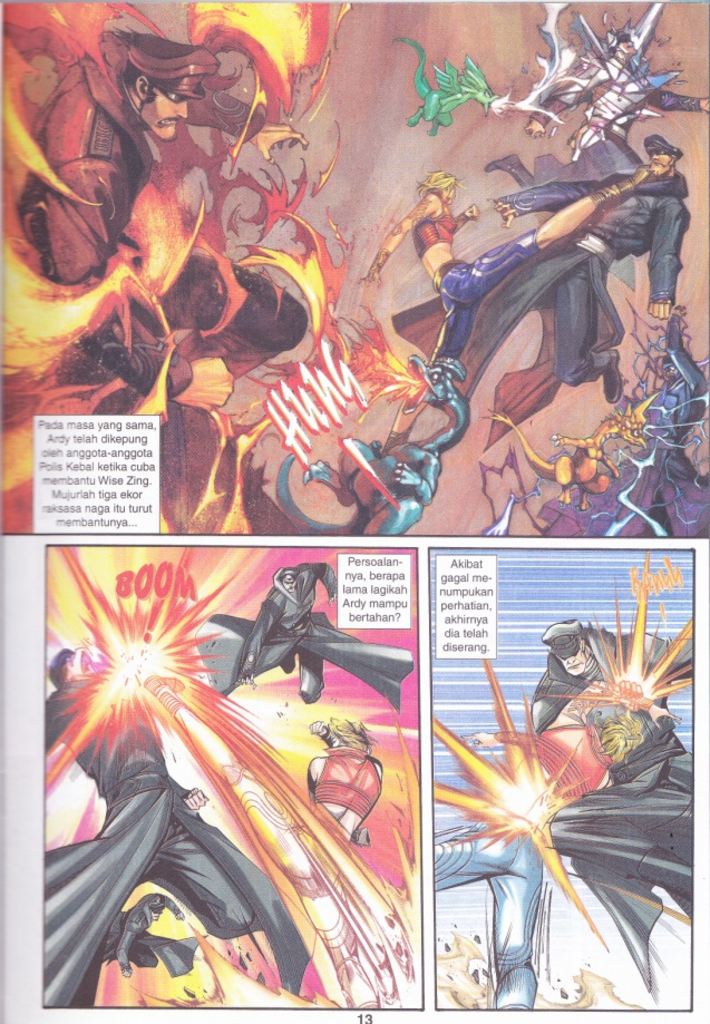 Pada masa yang sama,
Ardy telah dikepung
oleh anggota-anggota
Polis Kebal ketika cuba
membantu Wise Zing.
Mujurlah tiga ekor
raksasa naga itu turut
membantunya...
BOOM
Persoalan-
nya, berapa
lama lagikah
Ardy mampu
bertahan?
Akibat
gagal me-
numpukan
perhatian,
akhirnya
dia telah
diserang.
13